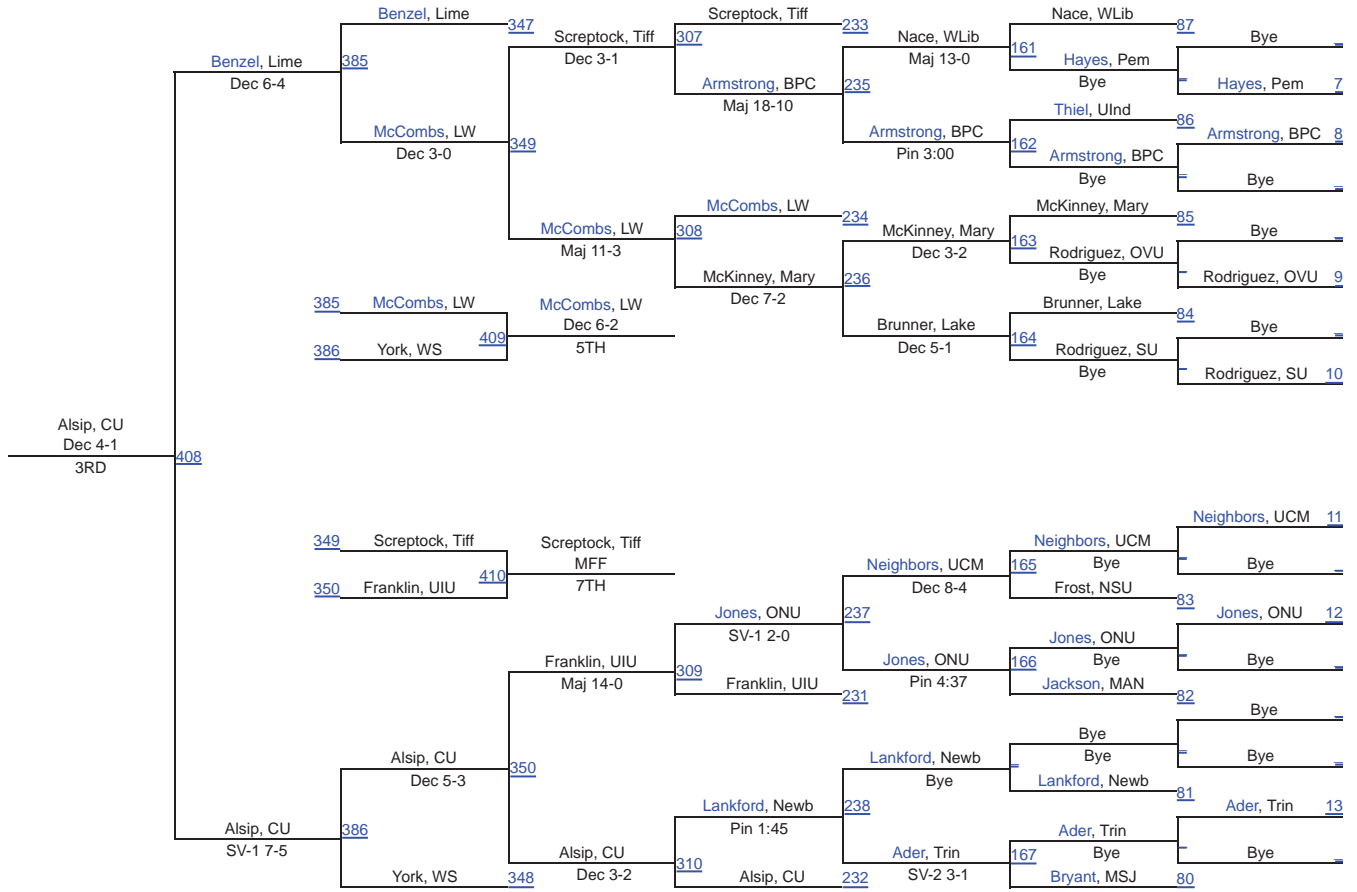 Benzel, Lime
347
Screptock, Tiff
233
Nace, WLib
87
Screptock, Tiff
307
Dec 3-1
Nace, WLib
161
Maj 13-0
Bye
Benzel, Lime
385
Dec 6-4
Hayes, Pem
Bye
Armstrong, BPC
235
Maj 18-10
Hayes, Pem 7
Thiel, UInd
86
McCombs, LW
349
Dec 3-0
Armstrong, BPC
162
Pin 3:00
Armstrong, BPC 8
Armstrong, BPC
Bye
Bye
McCombs, LW
234
McKinney, Mary
85
McCombs, LW
308
Maj 11-3
McKinney, Mary
163
Dec 3-2
Bye
Rodriguez, OVU
Bye
McKinney, Mary
236
Dec 7-2
Rodriguez, OVU 9
385 McCombs, LW
McCombs, LW
Dec 6-2
409
5TH
386 York, WS
Brunner, Lake
84
Brunner, Lake
164
Dec 5-1
Bye
Rodriguez, SU
Bye
Rodriguez, SU 10
Alsip, CU
Dec 4-1
408
3RD
Neighbors, UCM 11
349 Screptock, Tiff
Screptock, Tiff
MFF
410
7TH
350 Franklin, UIU
Neighbors, UCM
Bye
165
Neighbors, UCM
Dec 8-4
Bye
Frost, NSU
83
Jones, ONU
237
SV-1 2-0
Jones, ONU 12
Jones, ONU
Bye
166
Franklin, UIU
309
Maj 14-0
Jones, ONU
Pin 4:37
Bye
Franklin, UIU
231
Jackson, MAN
82
Bye
Bye
Bye
Alsip, CU
350
Dec 5-3
Lankford, Newb
Bye
Bye
Lankford, Newb
81
Lankford, Newb
238
Pin 1:45
Ader, Trin 13
Alsip, CU
386
SV-1 7-5
Ader, Trin
Bye
167
Alsip, CU
310
Dec 3-2
Ader, Trin
SV-2 3-1
Bye
York, WS
348
Alsip, CU
232
Bryant, MSJ
80